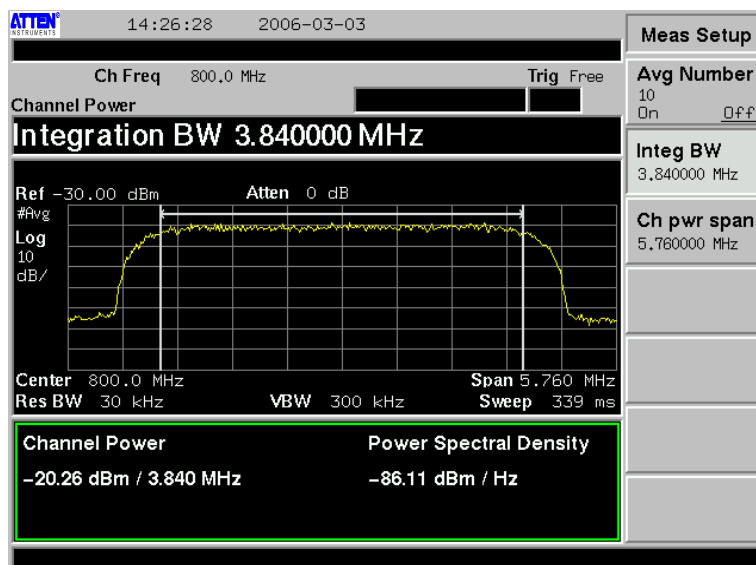 ATTEN®
INSTRUMENTS
14:26:28 2006-03-03
Ch Freq 800.0 MHz Trig Free
Channel Power
Integration BW 3.840000 MHz
Ref -30.00 dBm Atten 0 dB
#Avg
Log
10
dB/
Center 800.0 MHz Span 5.760 MHz
Res BW 30 kHz VBW 300 kHz Sweep 339 ms
Channel Power Power Spectral Density
-20.26 dBm / 3.840 MHz -86.11 dBm / Hz
Meas Setup
Avg Number
10
On Off
Integ BW
3.840000 MHz
Ch pwr span
5.760000 MHz